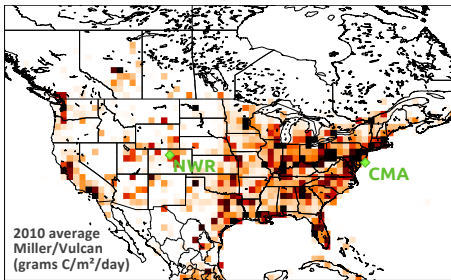 NWR
CMA
2010 average
Miller/Vulcan
(grams C/m²/day)